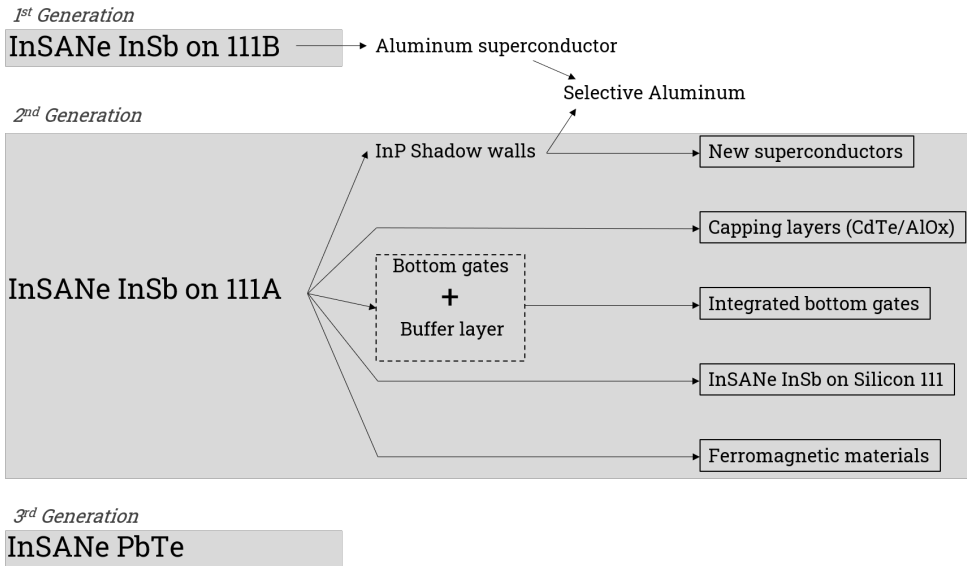 1st Generation
InSANe InSb on 111B
Aluminum superconductor
Selective Aluminum
2nd Generation
InP Shadow walls
New superconductors
Capping layers (CdTe/AlOx)
InSANe InSb on 111A
Bottom gates
+
Buffer layer
Integrated bottom gates
InSANe InSb on Silicon 111
Ferromagnetic materials
3rd Generation
InSANe PbTe